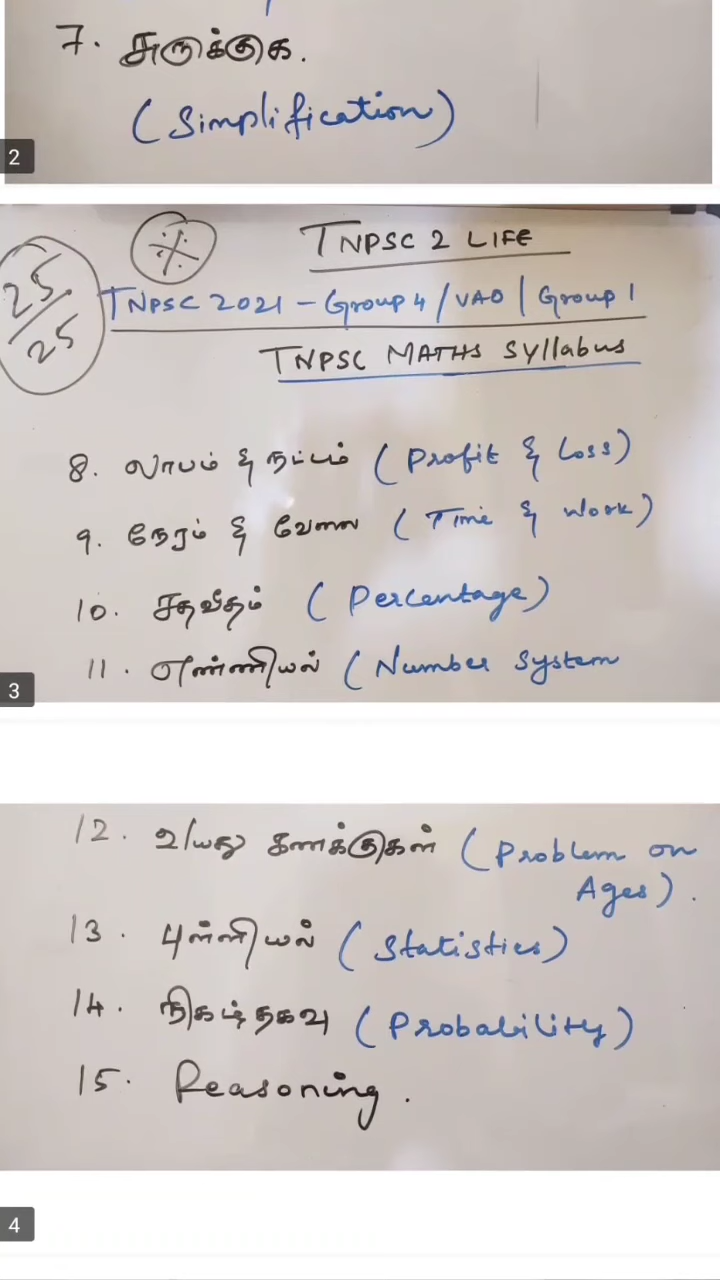 7. சுருக்குக.
(Simplification)
2
TNPSC 2 LIFE
25/25
TNPSC 2021 - Group 4 / VAO | Group 1
TNPSC MATHS Syllabus
8. லாபம் & நட்டம் (Profit & Loss)
9. நேரம் & வேலை (Time & Work)
10. சதவீதம் (Percentage)
11. எண்ணியல் (Number System
3
12. வயது கணக்குகள் (Problem on
Ages).
13. புள்ளியியல் (Statistics)
14. நிகழ்தகவு (Probability)
15. Reasoning.
4